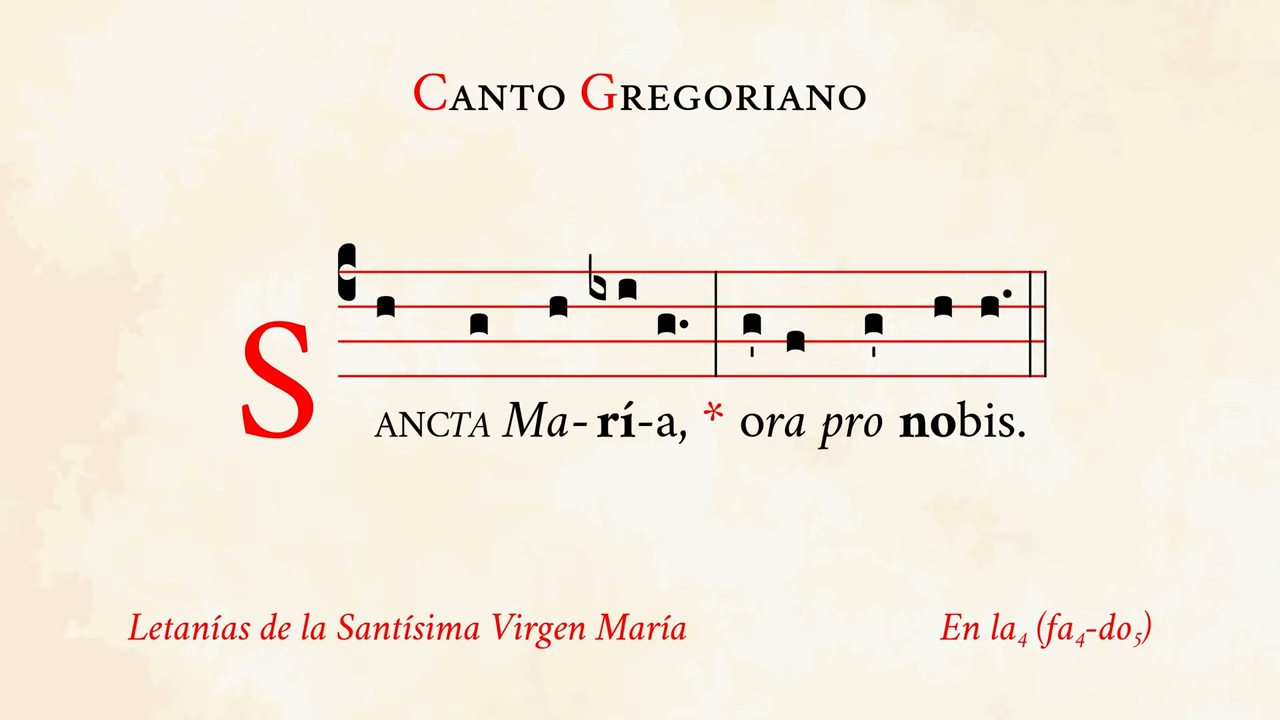 Canto Gregoriano
SANCTA Ma-rí-a, * ora pro nobis.
Letanías de la Santísima Virgen María
En la₄ (fa₄-do₅)